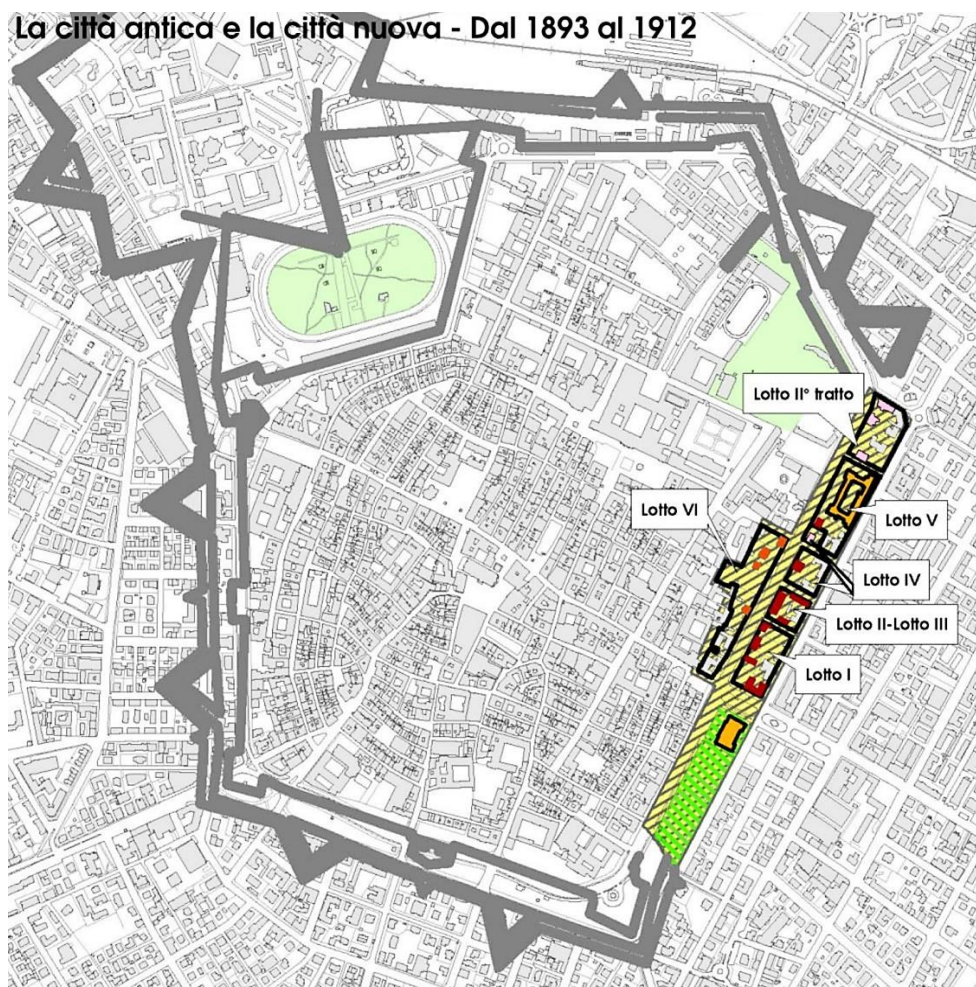 La città antica e la città nuova - Dal 1893 al 1912
Lotto II° tratto
Lotto VI
Lotto V
Lotto IV
Lotto II-Lotto III
Lotto I